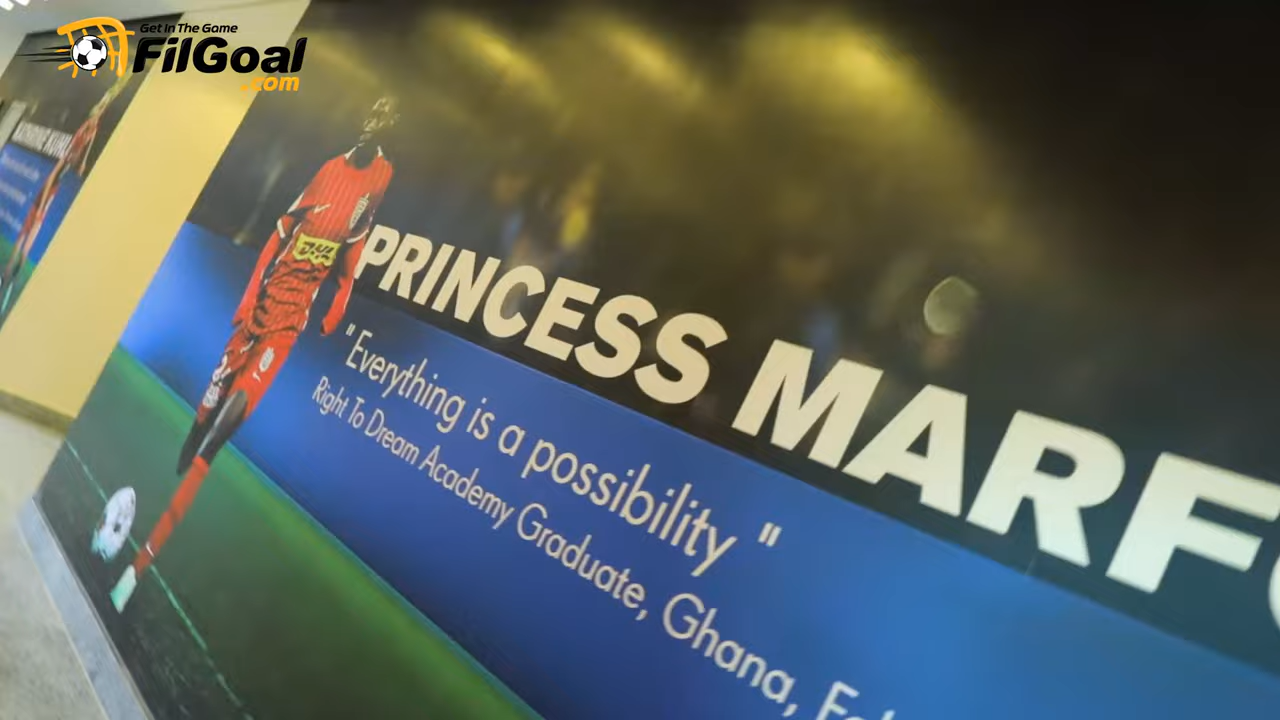 Get In The Game
FilGoal
.com
PRINCESS MARF
"Everything is a possibility "
Right To Dream Academy Graduate, Ghana,
DHL